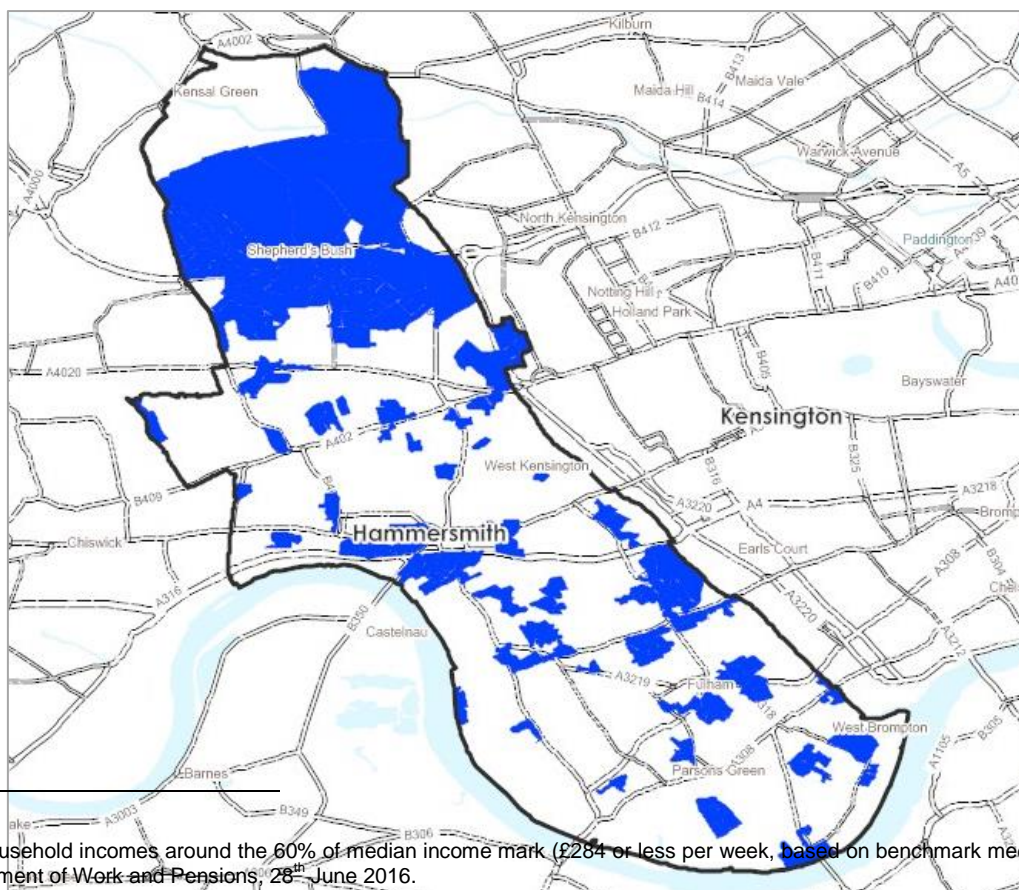 Kilburn
A4002
B413
Maida Vale
Kensal Green
Maida Hill
B414
Warwick Avenue
A5
A4000
North Kensington
B412
Paddington
Shepherd's Bush
B411
B410
Notting Hill
Holland Park
A4020
B405
Bayswater
Kensington
A402
B325
West Kensington
B316
B409
A3220
A4
A3218
Hammersmith
Chiswick
Earls Court
A308
B304
A316
B350
A3220
A3212
Castelnau
A3219
Fulham
West Brompton
B305
A1105
A308
Parsons Green
Barnes
B349
A3003
B306
usehold incomes around the 60% of median income mark (£284 or less per week, based on benchmark me
ment of Work and Pensions, 28th June 2016.